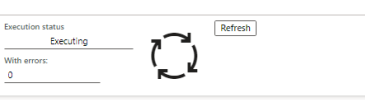 Execution status
Refresh
Executing
With errors:
0